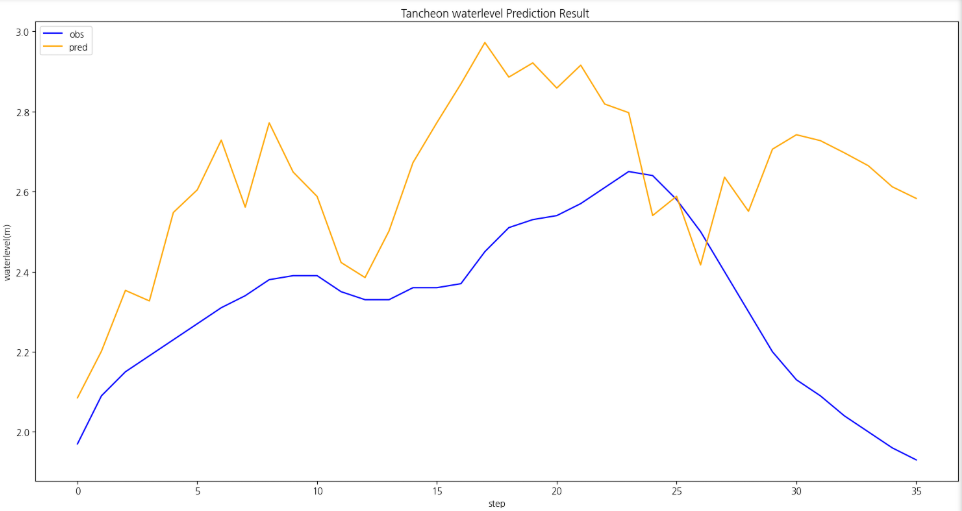 Tancheon waterlevel Prediction Result
obs
pred
3.0
2.8
2.6
2.4
2.2
2.0
waterlevel(m)
0 5 10 15 20 25 30 35
step